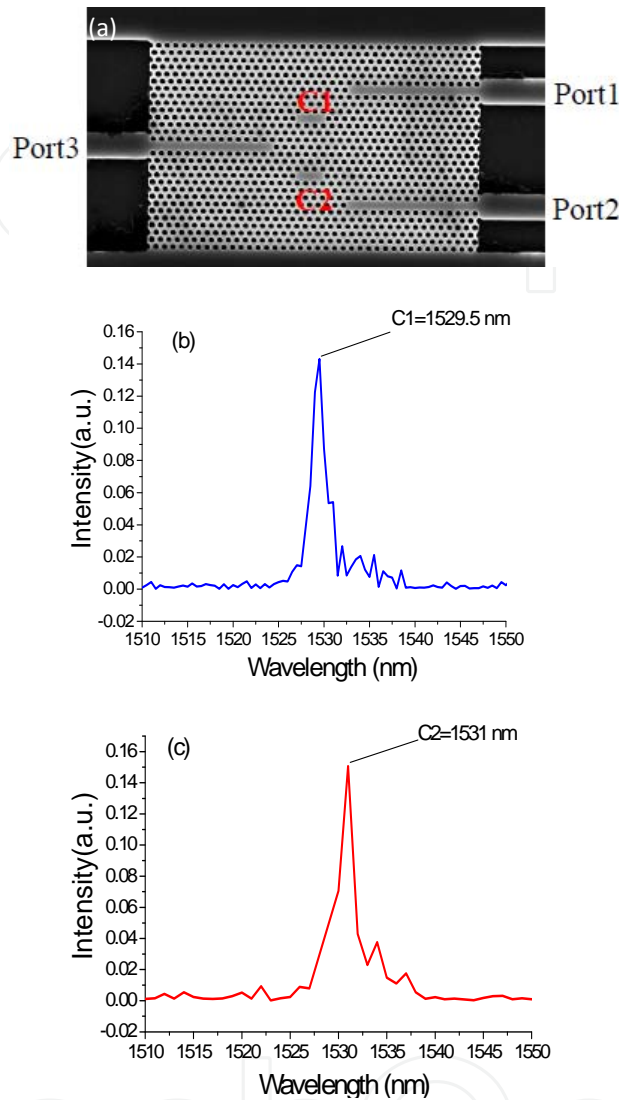 (a)
C1
Port1
Port3
C2
Port2
C1=1529.5 nm
(b)
0.16
0.14
0.12
0.10
0.08
0.06
0.04
0.02
0.00
-0.02
Intensity(a.u.)
1510 1515 1520 1525 1530 1535 1540 1545 1550
Wavelength (nm)
C2=1531 nm
(c)
0.16
0.14
0.12
0.10
0.08
0.06
0.04
0.02
0.00
-0.02
Intensity(a.u.)
1510 1515 1520 1525 1530 1535 1540 1545 1550
Wavelength (nm)